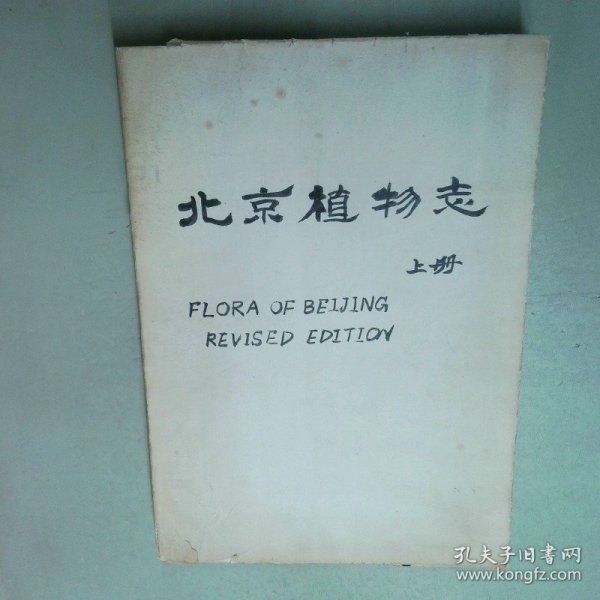 北京植物志
上册
FLORA OF BEIJING
REVISED EDITION
孔夫子旧书网
www.kongfz.com